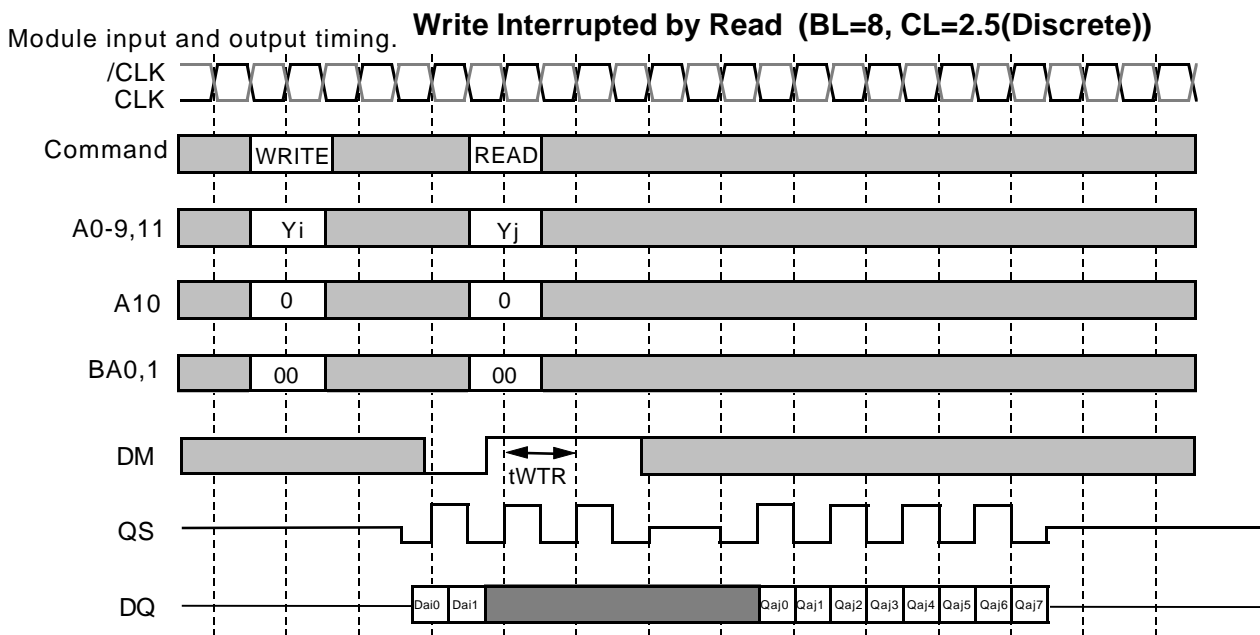 Write Interrupted by Read (BL=8, CL=2.5(Discrete))
Module input and output timing.
/CLK
CLK
Command WRITE READ
A0-9,11 Yi Yj
A10 0 0
BA0,1 00 00
DM
tWTR
QS
DQ Dai0 Dai1 Qaj0 Qaj1 Qaj2 Qaj3 Qaj4 Qaj5 Qaj6 Qaj7